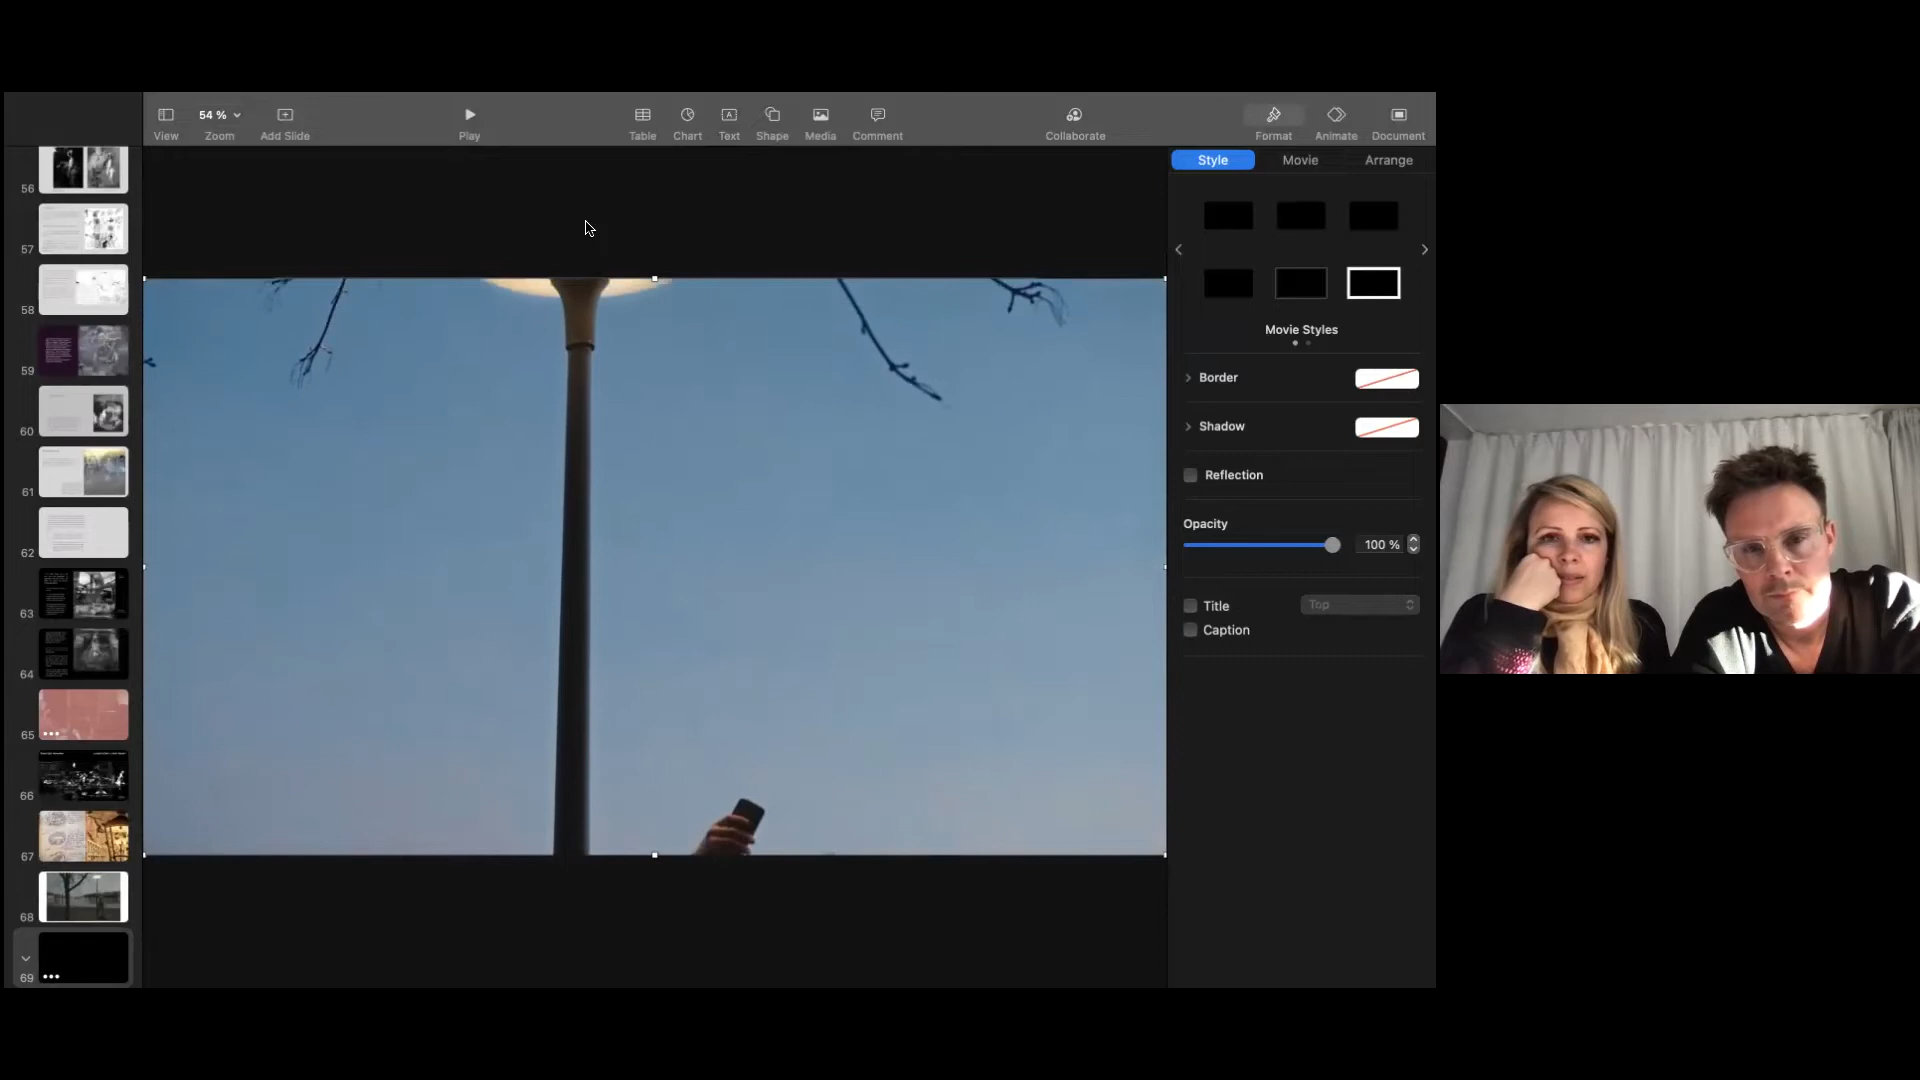 54 %
View
Zoom
Add Slide
Play
Table
Chart
Text
Shape
Media
Comment
Collaborate
Format
Animate
Document
Style
Movie
Arrange
Movie Styles
Border
Shadow
Reflection
Opacity
100 %
Title
Top
Caption
56
57
58
59
60
61
62
63
64
65
66
67
68
69